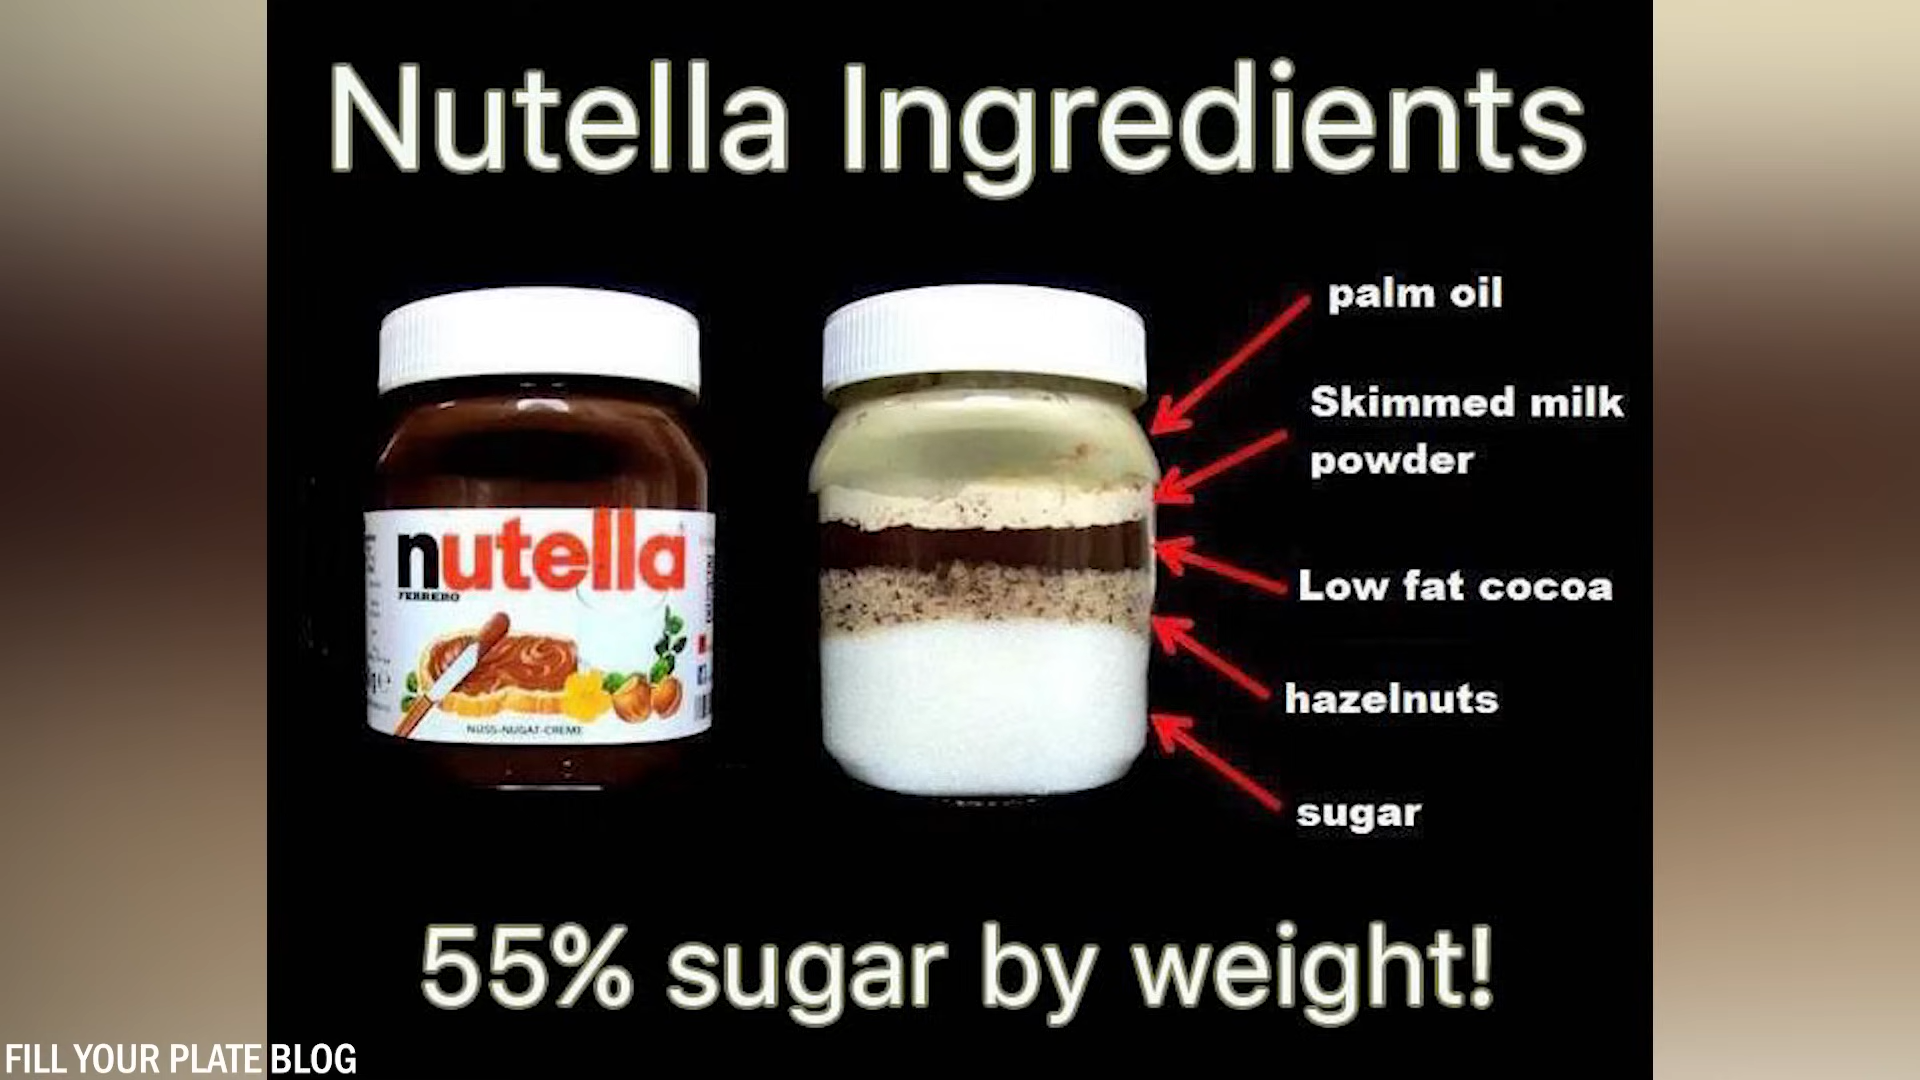 Nutella Ingredients
palm oil
Skimmed milk
powder
Low fat cocoa
hazelnuts
sugar
nutella
FERRERO
NUSS-NUGAT-CREME
55% sugar by weight!
FILL YOUR PLATE BLOG